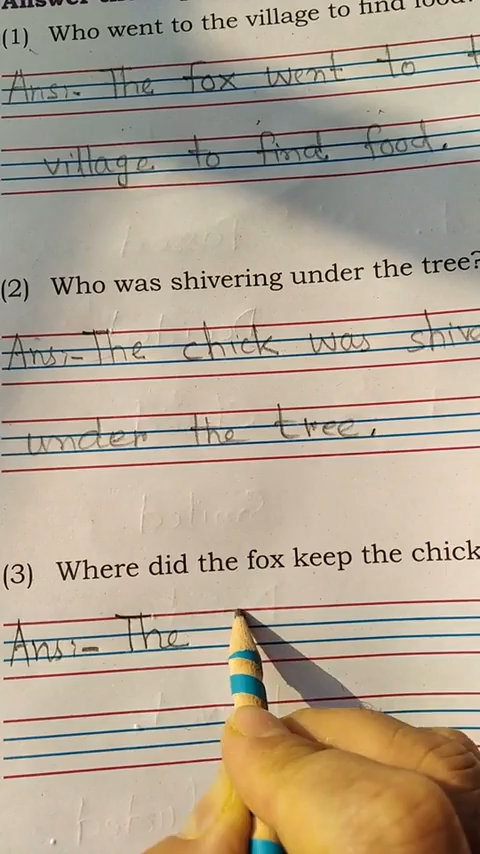 (1) Who went to the village to find food?
Ans:- The fox went to
village to find food.
(2) Who was shivering under the tree?
Ans:- The chick was
under the tree.
(3) Where did the fox keep the chick
Ans:- The